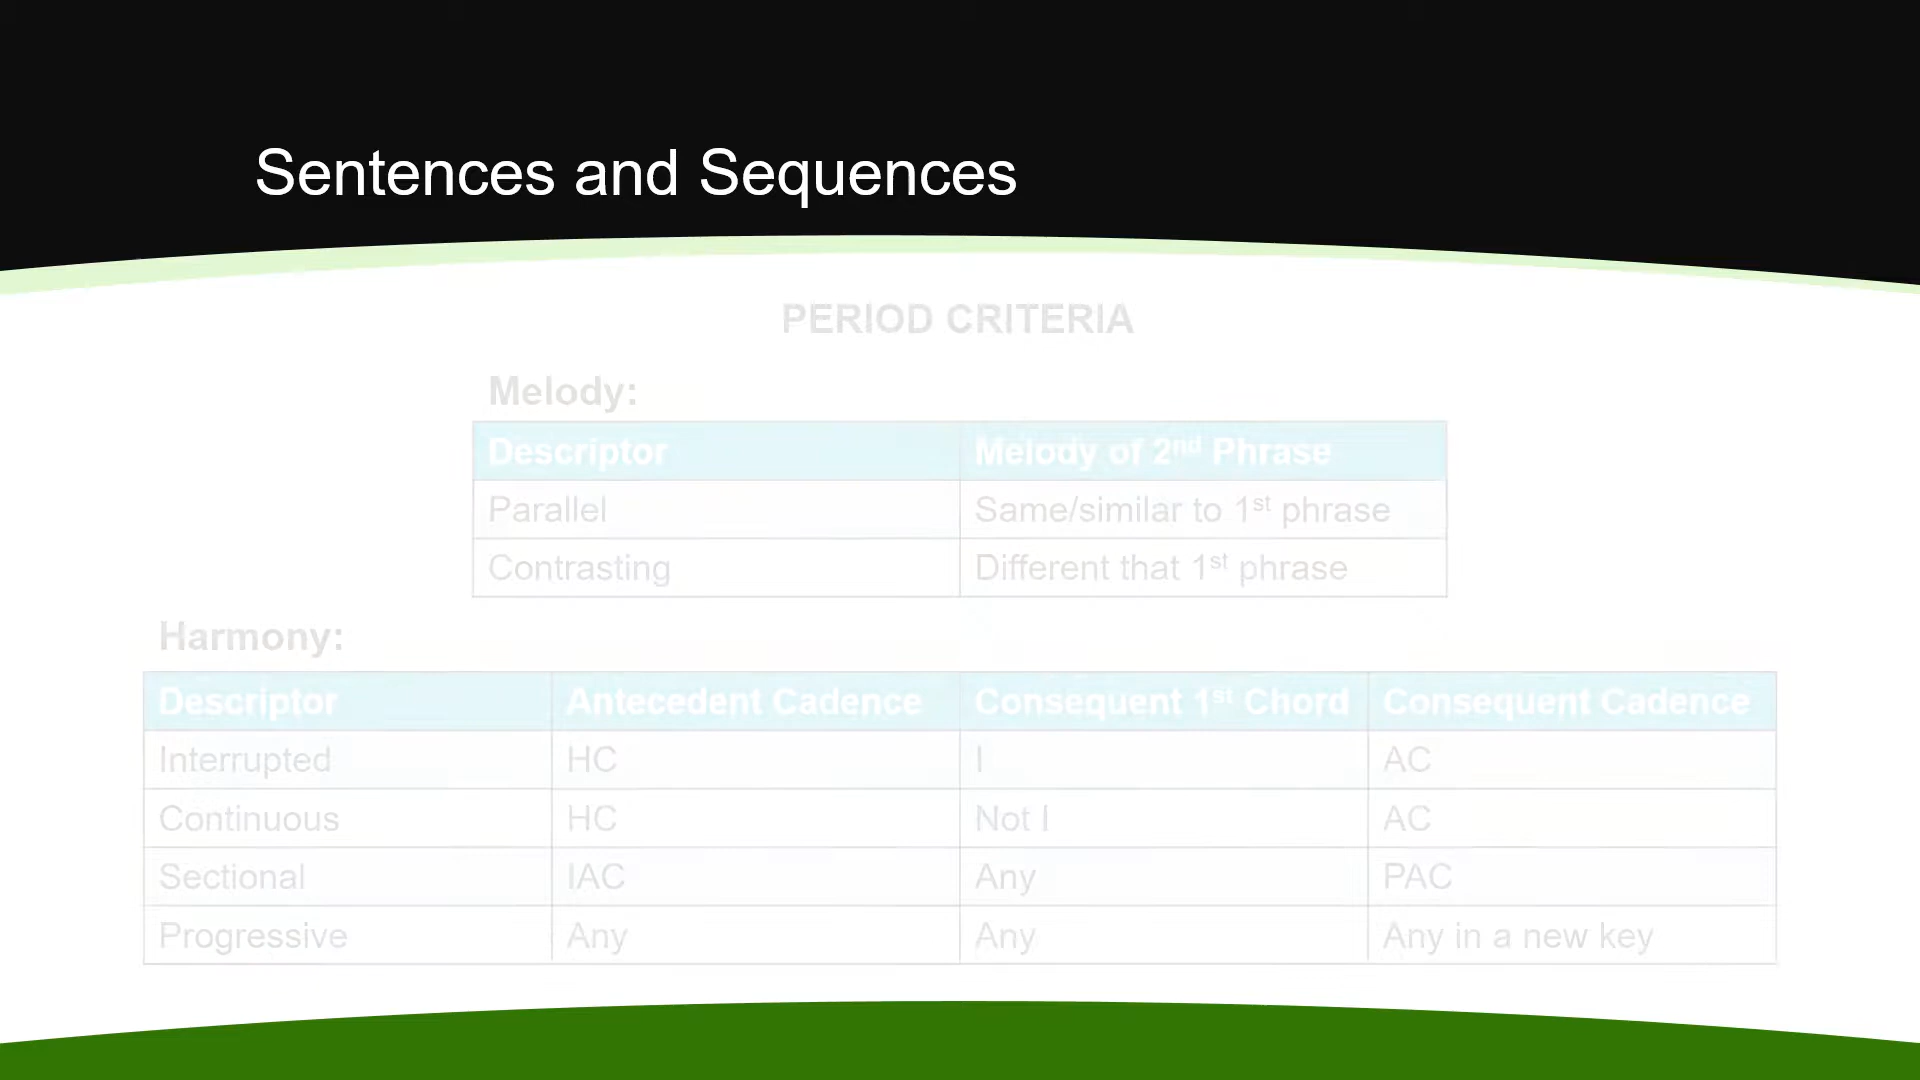 Sentences and Sequences
PERIOD CRITERIA
Melody:
Descriptor Melody of 2nd Phrase
Parallel Same/similar to 1st phrase
Contrasting Different that 1st phrase
Harmony:
Descriptor Antecedent Cadence Consequent 1st Chord Consequent Cadence
Interrupted HC I AC
Continuous HC Not I AC
Sectional IAC Any PAC
Progressive Any Any Any in a new key